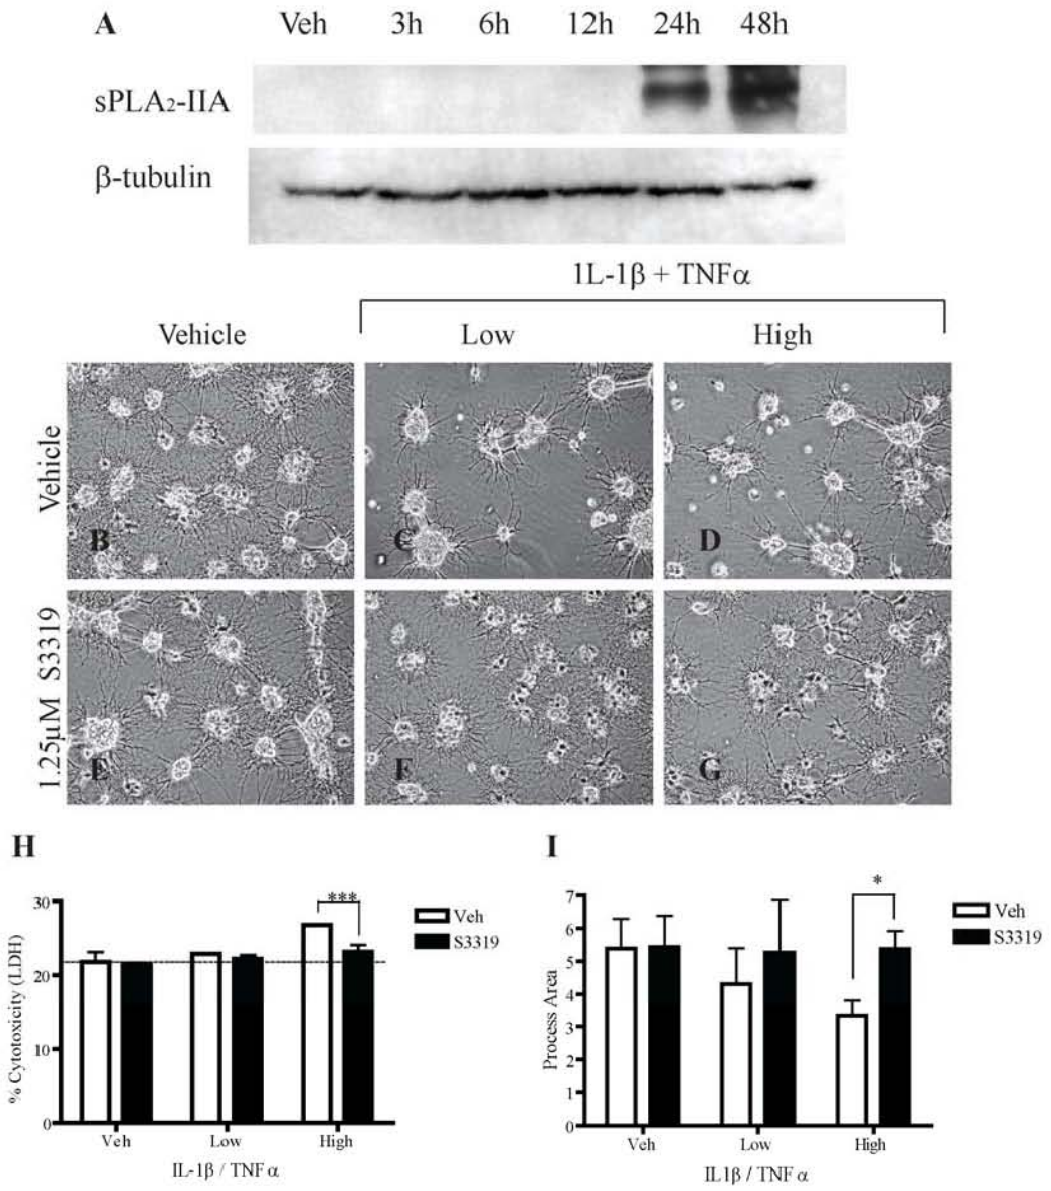 A Veh 3h 6h 12h 24h 48h
sPLA2-IIA
β-tubulin
1L-1β + TNFα
Vehicle Low High
Vehicle
B C D
1.25μM S3319
E F G
H
30
20
10
0
% Cytotoxicity (LDH)
***
Veh
S3319
Veh Low High
IL-1β / TNF α
I
7
6
5
4
3
2
1
0
Process Area
*
Veh
S3319
Veh Low High
IL1β / TNF α